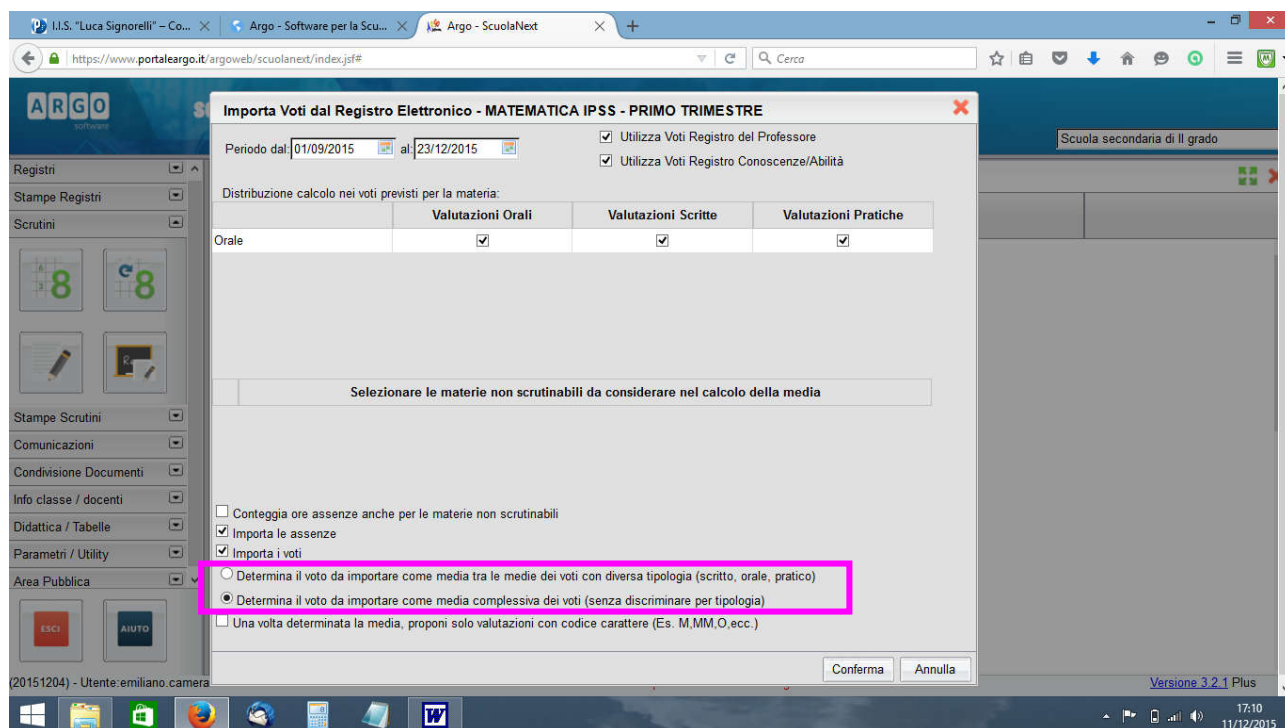 I.I.S. "Luca Signorelli" – Co...
Argo - Software per la Scu...
Argo - ScuolaNext
https://www.portaleargo.it/argoweb/scuolanext/index.jsf#
Cerca
ARGO
software
Scuola secondaria di II grado
Importa Voti dal Registro Elettronico - MATEMATICA IPSS - PRIMO TRIMESTRE
Periodo dal: 01/09/2015 al: 23/12/2015
Utilizza Voti Registro del Professore
Utilizza Voti Registro Conoscenze/Abilità
Distribuzione calcolo nei voti previsti per la materia:
Valutazioni Orali Valutazioni Scritte Valutazioni Pratiche
Orale
Selezionare le materie non scrutinabili da considerare nel calcolo della media
Conteggia ore assenze anche per le materie non scrutinabili
Importa le assenze
Importa i voti
Determina il voto da importare come media tra le medie dei voti con diversa tipologia (scritto, orale, pratico)
Determina il voto da importare come media complessiva dei voti (senza discriminare per tipologia)
Una volta determinata la media, proponi solo valutazioni con codice carattere (Es. M,MM,O,ecc.)
Conferma Annulla
Registri
Stampe Registri
Scrutini
8 8
Stampe Scrutini
Comunicazioni
Condivisione Documenti
Info classe / docenti
Didattica / Tabelle
Parametri / Utility
Area Pubblica
ESCI AIUTO
(20151204) - Utente:emiliano.camera
Versione 3.2.1 Plus
17:10
11/12/2015